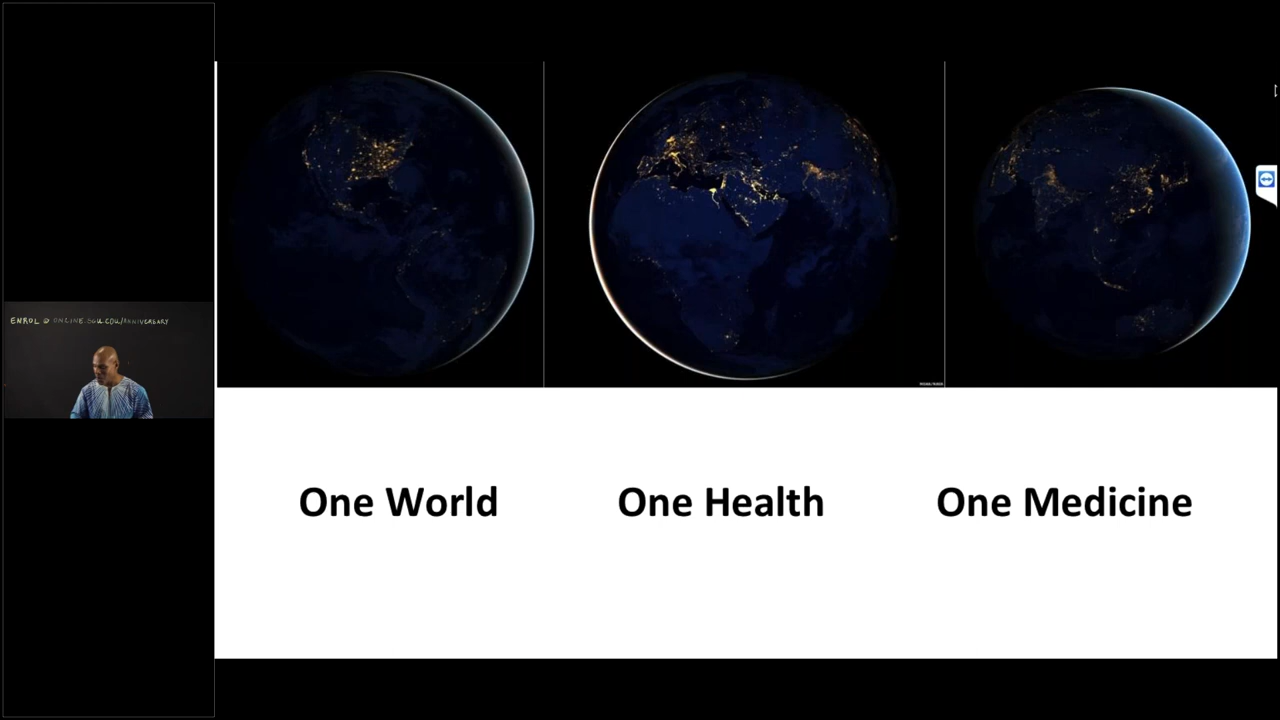 ENROL @ ONLINE.SGU.EDU/ANNIVERSARY
One World
One Health
One Medicine